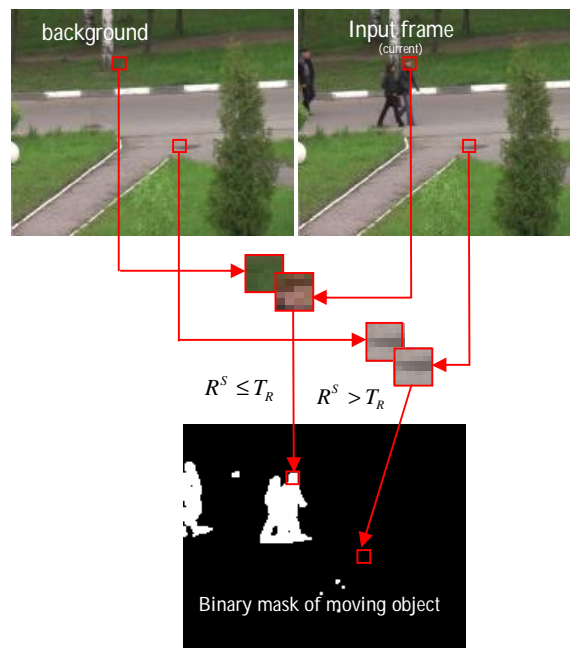 background
Input frame
(current)
R^S ≤ T_R
R^S > T_R
Binary mask of moving object